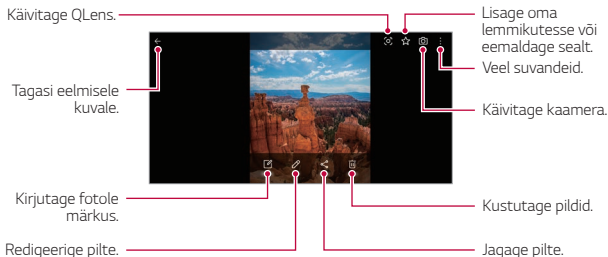 Käivitage QLens.
Lisage oma
lemmikutesse või
eemaldage sealt.
Veel suvandeid.
Tagasi eelmisele
kuvale.
Käivitage kaamera.
Kirjutage fotole
märkus.
Kustutage pildid.
Redigeerige pilte.
Jagage pilte.